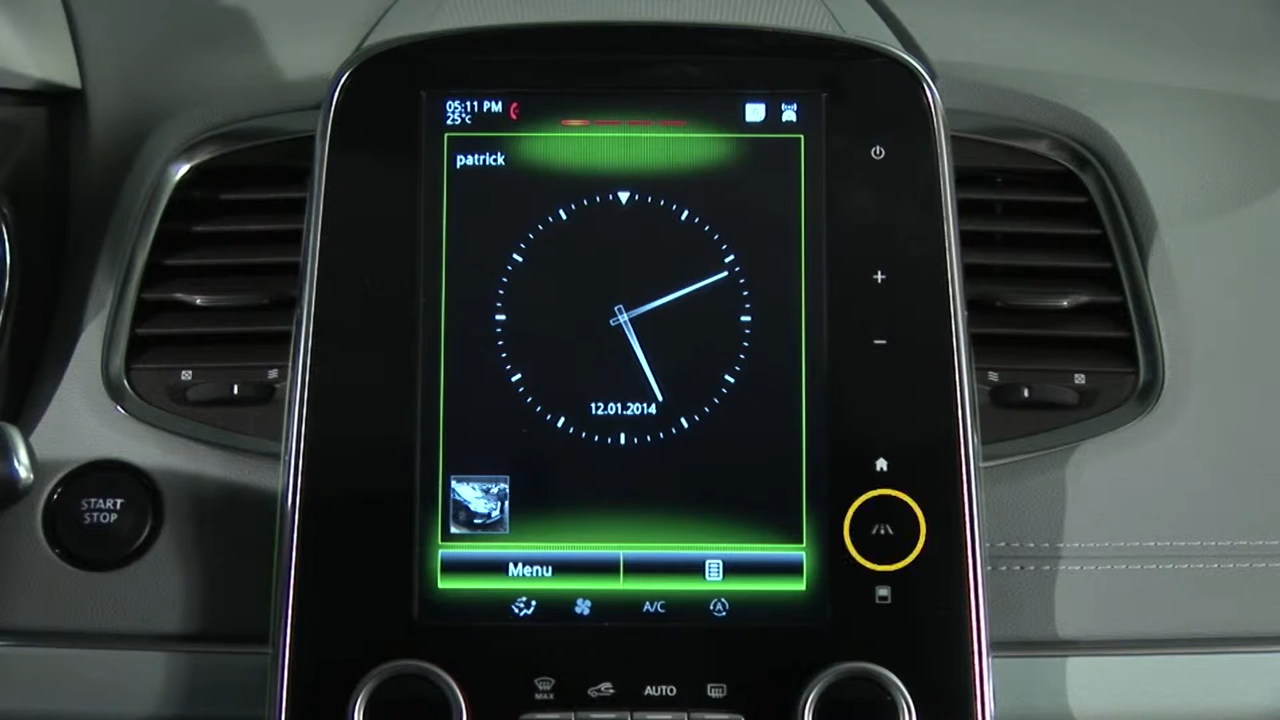 05:11 PM
25°c
patrick
12.01.2014
START
STOP
Menu
A/C
A
MAX
AUTO